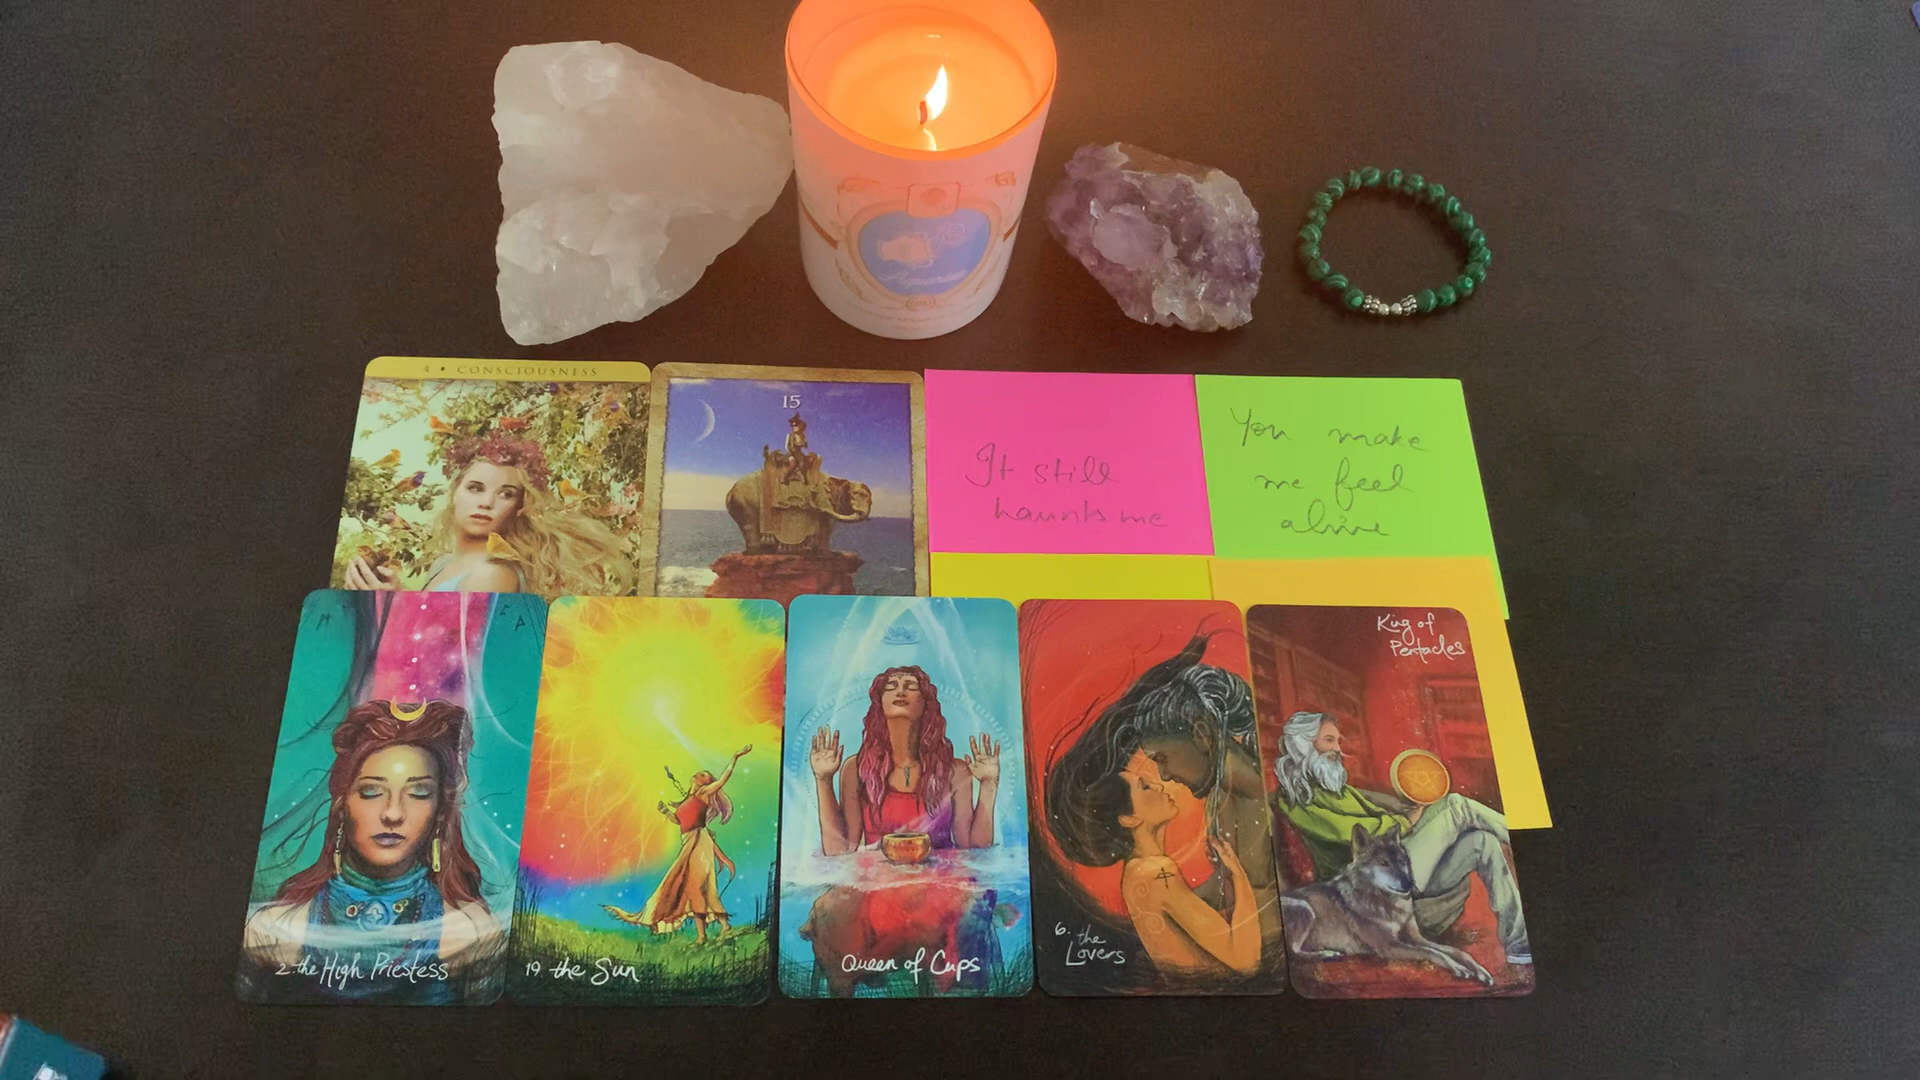 Aquarius
4 ♦ CONSCIOUSNESS
15
It still
haunts me
You make
me feel
alive
King of
Pentacles
2. the High Priestess
19 the Sun
Queen of Cups
6. the
Lovers